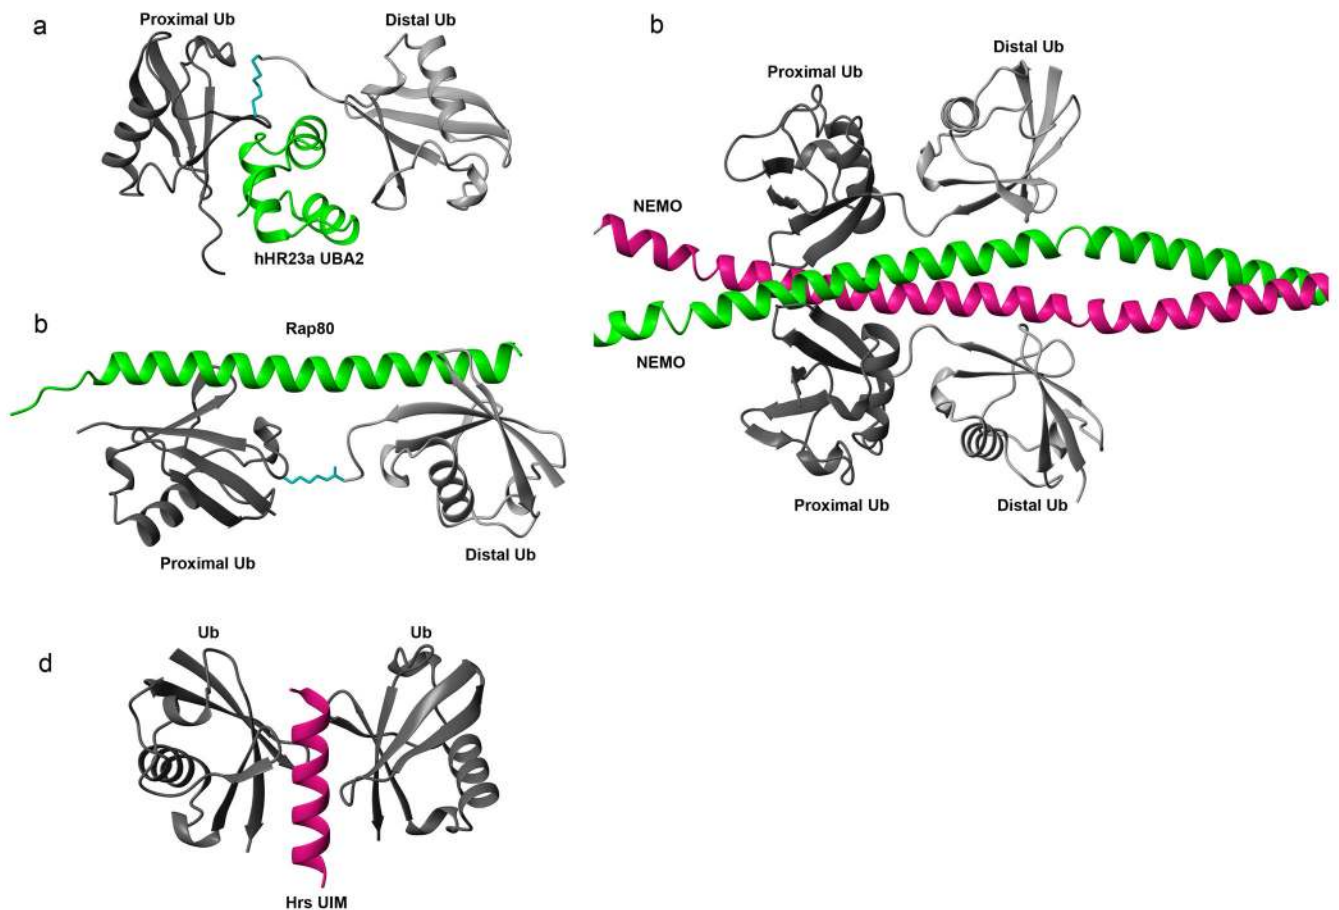 a
Proximal Ub
Distal Ub
hHR23a UBA2
b
Rap80
Proximal Ub
Distal Ub
b
Proximal Ub
Distal Ub
NEMO
NEMO
Proximal Ub
Distal Ub
d
Ub
Ub
Hrs UIM